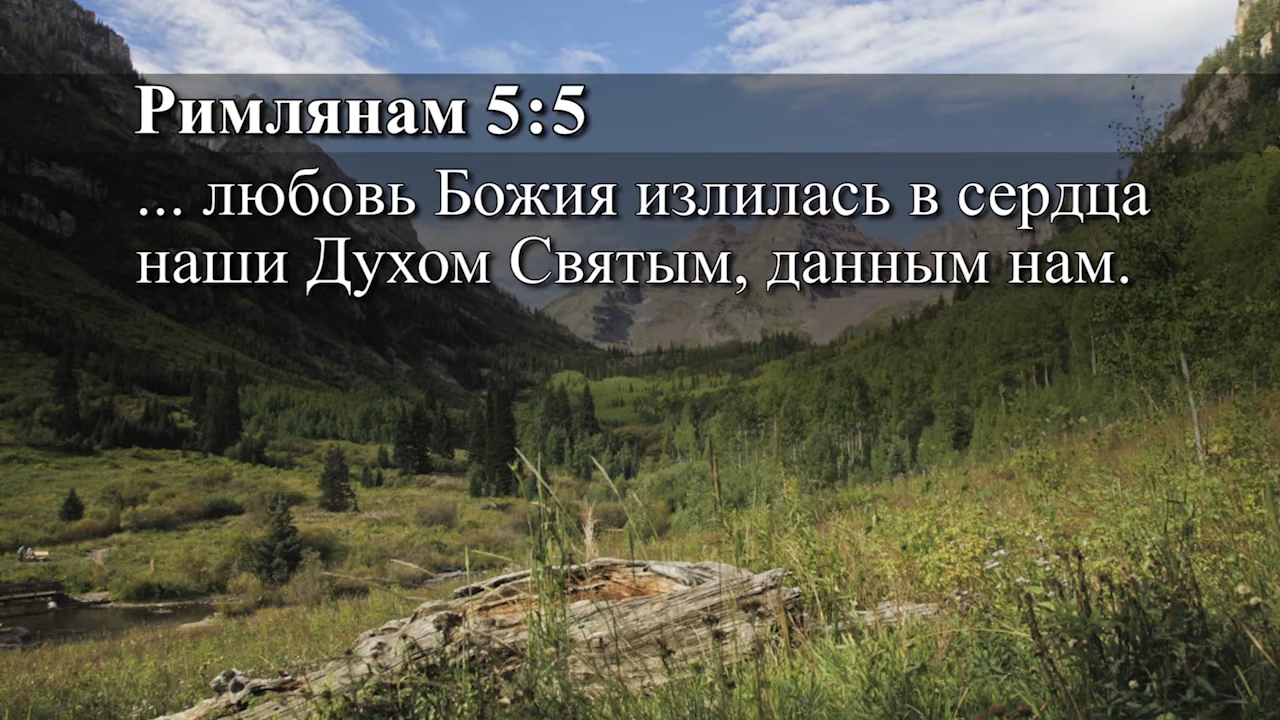 Римлянам 5:5
... любовь Божия излилась в сердца
наши Духом Святым, данным нам.